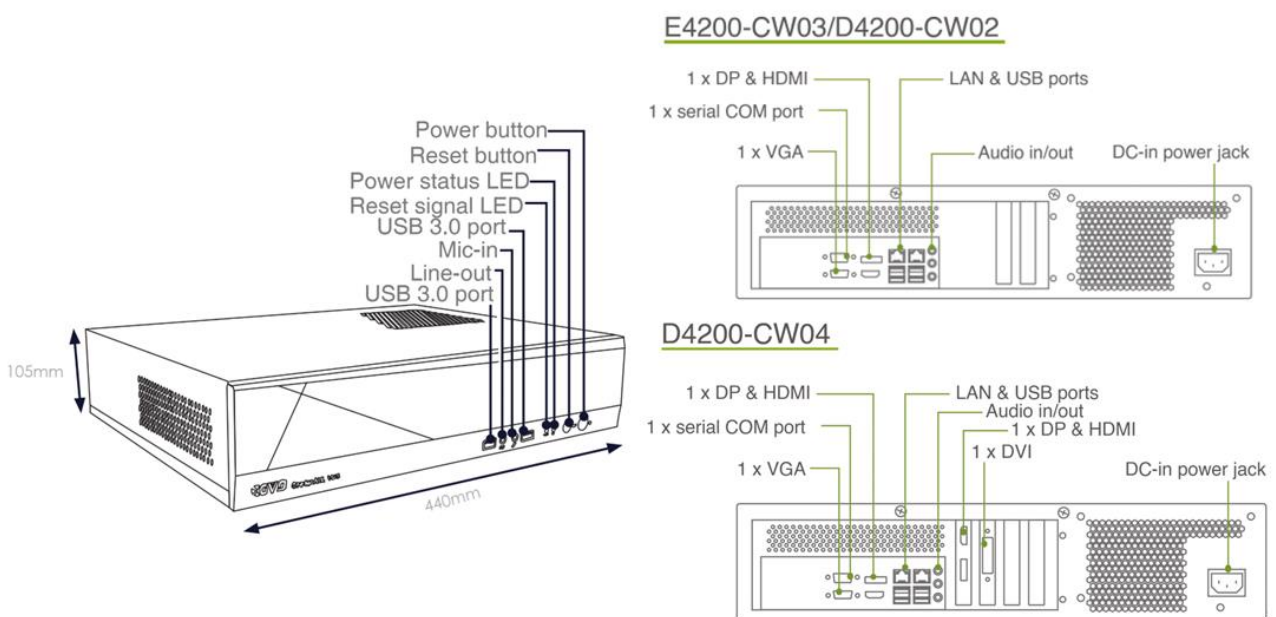 E4200-CW03/D4200-CW02
1 x DP & HDMI
LAN & USB ports
1 x serial COM port
1 x VGA
Audio in/out
DC-in power jack
Power button
Reset button
Power status LED
Reset signal LED
USB 3.0 port
Mic-in
Line-out
USB 3.0 port
105mm
440mm
D4200-CW04
1 x DP & HDMI
LAN & USB ports
Audio in/out
1 x serial COM port
1 x DP & HDMI
1 x DVI
1 x VGA
DC-in power jack